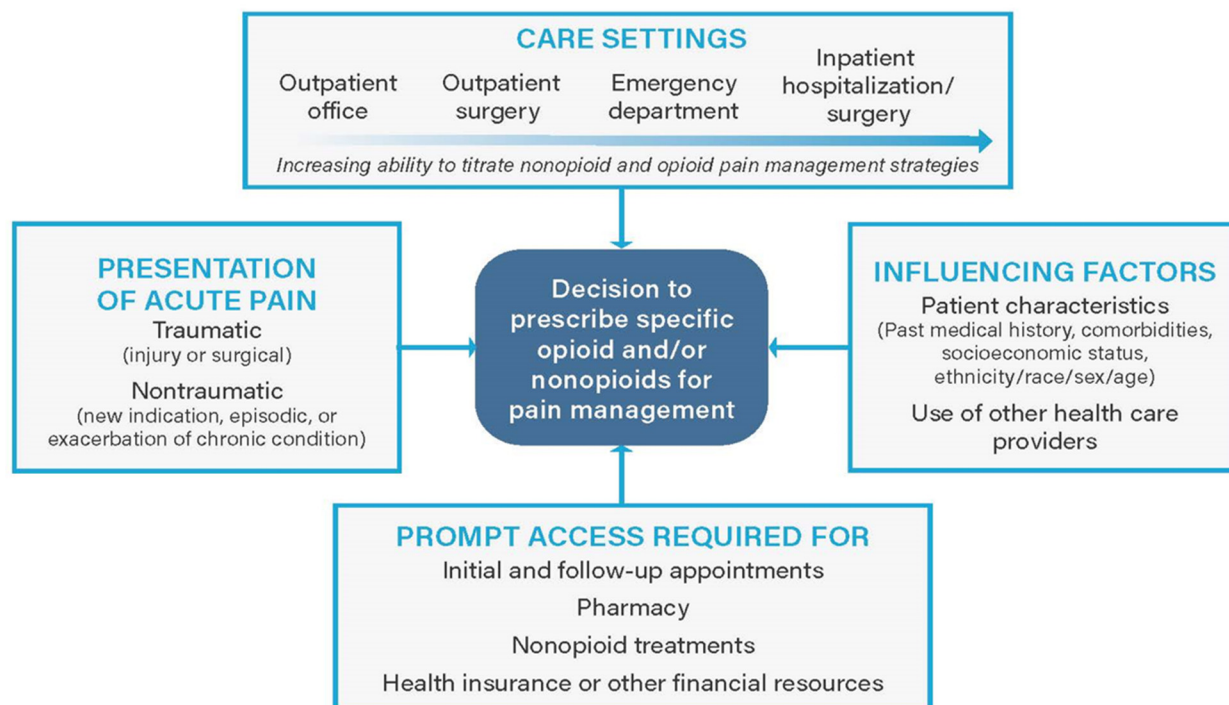 CARE SETTINGS
Outpatient
office
Outpatient
surgery
Emergency
department
Inpatient
hospitalization/
surgery
Increasing ability to titrate nonopioid and opioid pain management strategies
PRESENTATION
OF ACUTE PAIN
Traumatic
(injury or surgical)
Nontraumatic
(new indication, episodic, or
exacerbation of chronic condition)
Decision to
prescribe specific
opioid and/or
nonopioids for
pain management
INFLUENCING FACTORS
Patient characteristics
(Past medical history, comorbidities,
socioeconomic status,
ethnicity/race/sex/age)
Use of other health care
providers
PROMPT ACCESS REQUIRED FOR
Initial and follow-up appointments
Pharmacy
Nonopioid treatments
Health insurance or other financial resources